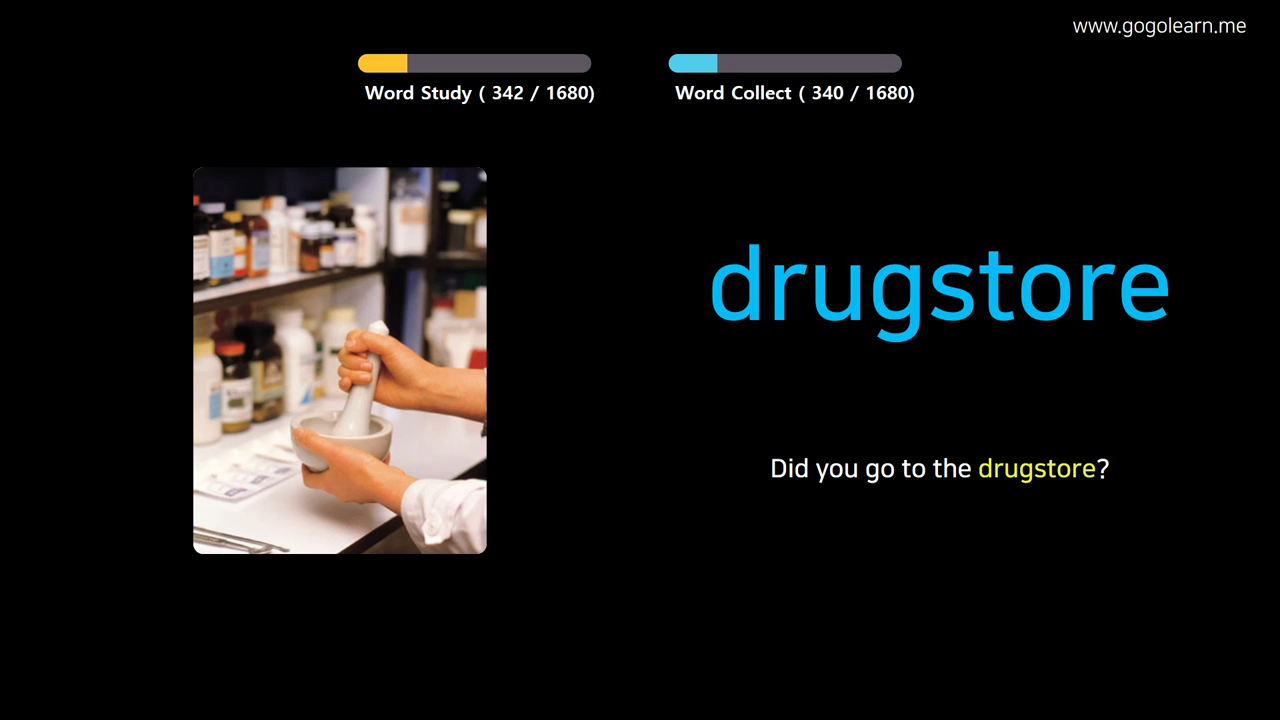 www.gogolearn.me
Word Study ( 342 / 1680)
Word Collect ( 340 / 1680)
drugstore
Did you go to the drugstore?